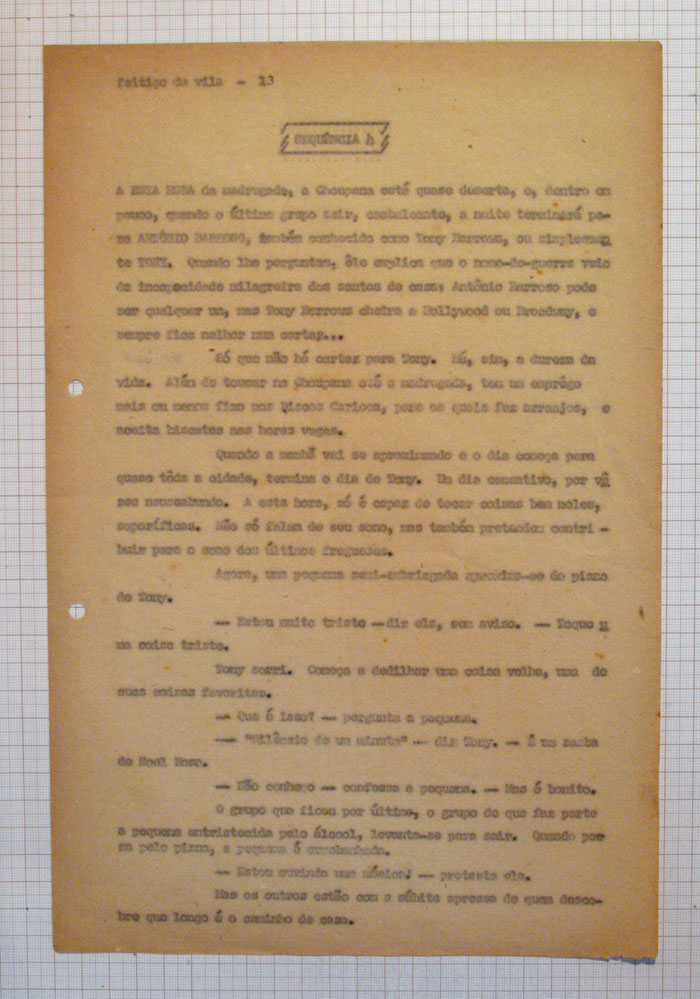 feitiço da vila - 13
SEQUÊNCIA 4
A ESTA HORA da madrugada, a Choupana está quase deserta, e, dentro em
pouco, quando o último grupo sair, cambaleante, a noite terminará pa-
ra ANTÔNIO BARROSO, também conhecido como Tony Barrows, ou simplesmen
te TONY. Quando lhe perguntam, êle explica que o nome-de-guerra veio
da incapacidade milagreira dos santos de casa: Antônio Barroso pode
ser qualquer um, mas Tony Barrows cheira a Hollywood ou Broadway, e
sempre fica melhor num cartaz...
Só que não há cartaz para Tony. Há, sim, a dureza da
vida. Além de toucar na Choupana até a madrugada, tem um emprêgo
mais ou menos fixo nos Discos Carioca, para os quais faz arranjos, e
aceita biscates nas horas vagas.
Quando a manhã vai se aproximando e o dia começa para
quase tôda a cidade, termina o dia de Tony. Um dia cansativo, por vê
ses nauseabundo. A esta hora, só é capaz de tocar coisas bem moles,
soporíficas. Não só falam de seu sono, mas também pretendem contri -
buir para o sono dos últimos fregueses.
Agora, uma pequena semi-embriagada aproxima-se do piano
de Tony.
-- Estou muito triste --diz ela, sem aviso. -- Toque u
ma coisa triste.
Tony sorri. Começa a dedilhar uma coisa velha, uma de
suas coisas favoritas.
-- Que é isso? -- pergunta a pequena.
-- "Silêncio de um minuto" -- diz Tony. -- É um samba
de Noel Rosa.
-- Não conheço -- confessa a pequena. -- Mas é bonito.
O grupo que ficou por último, o grupo de que faz parte
a pequena entristecida pelo álcool, levanta-se para sair. Quando pas
sa pelo piano, a pequena é arrebanhada.
-- Estou ouvindo uma música! -- protesta ela.
Mas os outros estão com a súbita apressa de quem desco-
bre que longo é o caminho de casa.